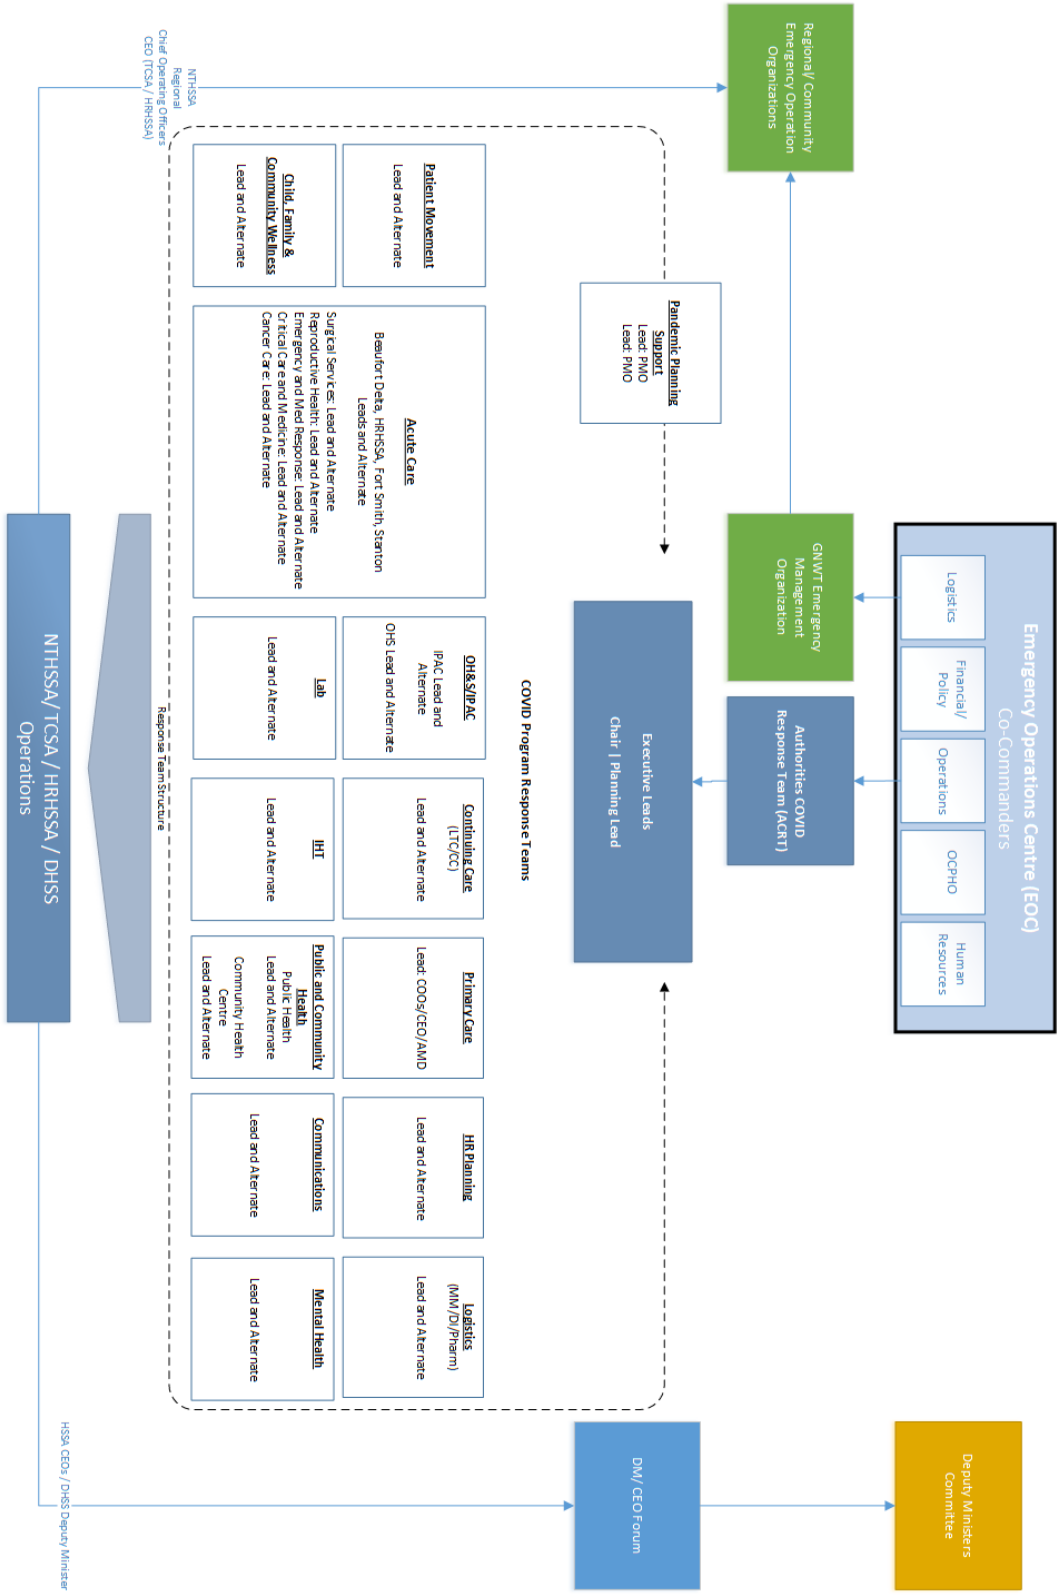 Emergency Operations Centre (EOC)
Co-Commanders
Logistics
Financial/
Policy
Operations
OCPHO
Human
Resources
Regional/ Community
Emergency Operation
Organizations
GNWT Emergency
Management
Organization
Authorities COVID
Response Team (ACRT)
Deputy Ministers
Committee
Pandemic Planning
Support
Lead: PMO
Lead: PMO
Executive Leads
Chair | Planning Lead
DM/ CEO Forum
COVID Program Response Teams
Patient Movement
Lead and Alternate
Acute Care
Beaufort Delta, HRHSSA, Fort Smith, Stanton
Leads and Alternate
Surgical Services: Lead and Alternate
Reproductive Health: Lead and Alternate
Emergency and Med Response: Lead and Alternate
Critical Care and Medicine: Lead and Alternate
Cancer Care: Lead and Alternate
OH&S/IPAC
IPAC Lead and
Alternate
OHS Lead and Alternate
Continuing Care
(LTC/CC)
Lead and Alternate
Primary Care
Lead: COOs/CEO/AMD
HR Planning
Lead and Alternate
Logistics
(MM/DI/Pharm)
Lead and Alternate
Child, Family &
Community Wellness
Lead and Alternate
Lab
Lead and Alternate
IHT
Lead and Alternate
Public and Community
Health
Public Health
Lead and Alternate
Community Health
Centre
Lead and Alternate
Communications
Lead and Alternate
Mental Health
Lead and Alternate
NTHSSA
Regional
Chief Operating Officers
CEO (TCSA / HRHSSA)
Response Team Structure
HSSA CEOs / DHSS Deputy Minister
NTHSSA/ TCSA / HRHSSA / DHSS
Operations